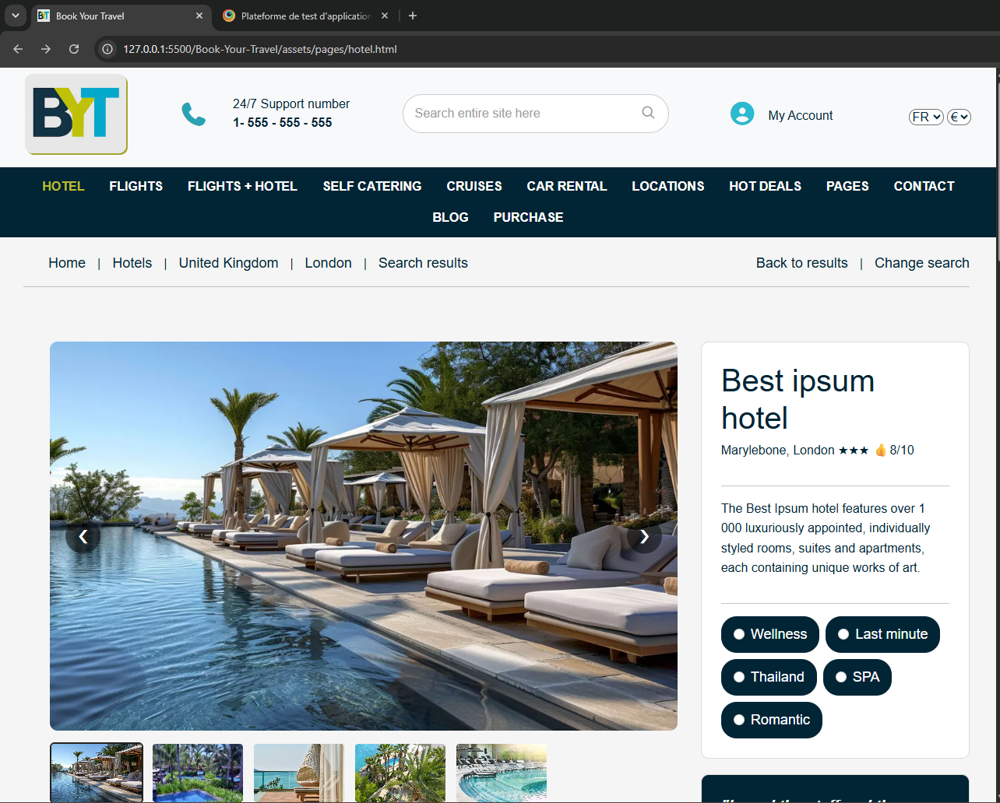 Book Your Travel
Plateforme de test d'application
127.0.0.1:5500/Book-Your-Travel/assets/pages/hotel.html
BYT
24/7 Support number
1- 555 - 555 - 555
Search entire site here
My Account
FR
€
HOTEL FLIGHTS FLIGHTS + HOTEL SELF CATERING CRUISES CAR RENTAL LOCATIONS HOT DEALS PAGES CONTACT
BLOG PURCHASE
Home | Hotels | United Kingdom | London | Search results
Back to results | Change search
Best ipsum
hotel
Marylebone, London ★★★ 👍 8/10
The Best Ipsum hotel features over 1
000 luxuriously appointed, individually
styled rooms, suites and apartments,
each containing unique works of art.
Wellness
Last minute
Thailand
SPA
Romantic